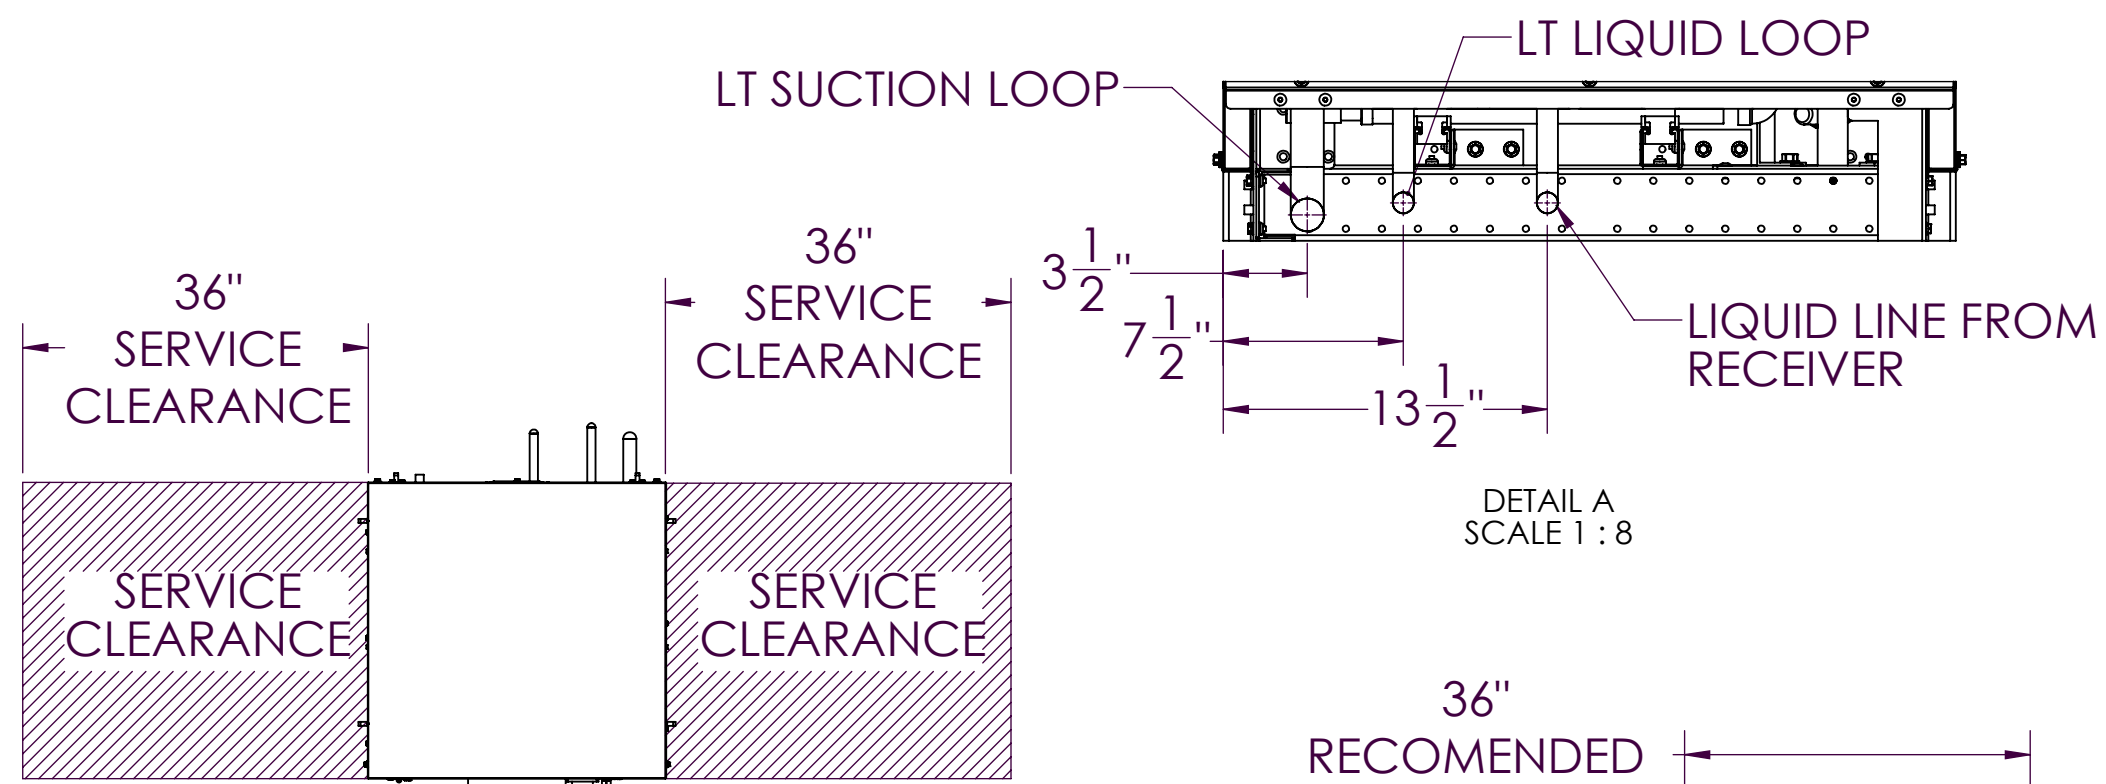 LT LIQUID LOOP
LT SUCTION LOOP
36"
SERVICE
CLEARANCE
36"
SERVICE
CLEARANCE
3 1/2"
7 1/2"
13 1/2"
LIQUID LINE FROM
RECEIVER
DETAIL A
SCALE 1 : 8
SERVICE
CLEARANCE
SERVICE
CLEARANCE
36"
RECOMENDED